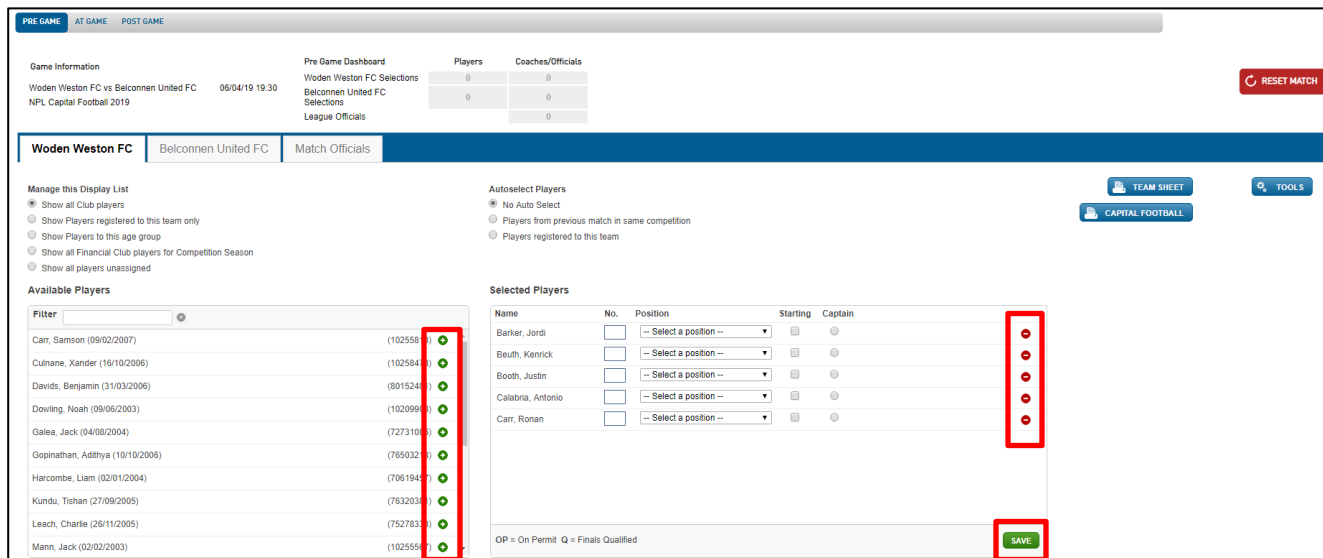 PRE GAME AT GAME POST GAME
Game Information
Woden Weston FC vs Belconnen United FC 06/04/19 19:30
NPL Capital Football 2019
Pre Game Dashboard Players Coaches/Officials
Woden Weston FC Selections 0 0
Belconnen United FC Selections 0 0
League Officials 0
RESET MATCH
Woden Weston FC Belconnen United FC Match Officials
Manage this Display List
Show all Club players
Show Players registered to this team only
Show Players to this age group
Show all Financial Club players for Competition Season
Show all players unassigned
Autoselect Players
No Auto Select
Players from previous match in same competition
Players registered to this team
TEAM SHEET
TOOLS
CAPITAL FOOTBALL
Available Players
Filter
Carr, Samson (09/02/2007)
Culnane, Xander (16/10/2006)
Davids, Benjamin (31/03/2006)
Dowling, Noah (09/06/2003)
Galea, Jack (04/08/2004)
Gopinathan, Adithya (10/10/2006)
Harcombe, Liam (02/01/2004)
Kundu, Tishan (27/09/2005)
Leach, Charlie (26/11/2005)
Mann, Jack (02/02/2003)
Selected Players
Name No. Position Starting Captain
Barker, Jordi -- Select a position --
Beuth, Kenrick -- Select a position --
Booth, Justin -- Select a position --
Calabria, Antonio -- Select a position --
Carr, Ronan -- Select a position --
OP = On Permit Q = Finals Qualified
SAVE